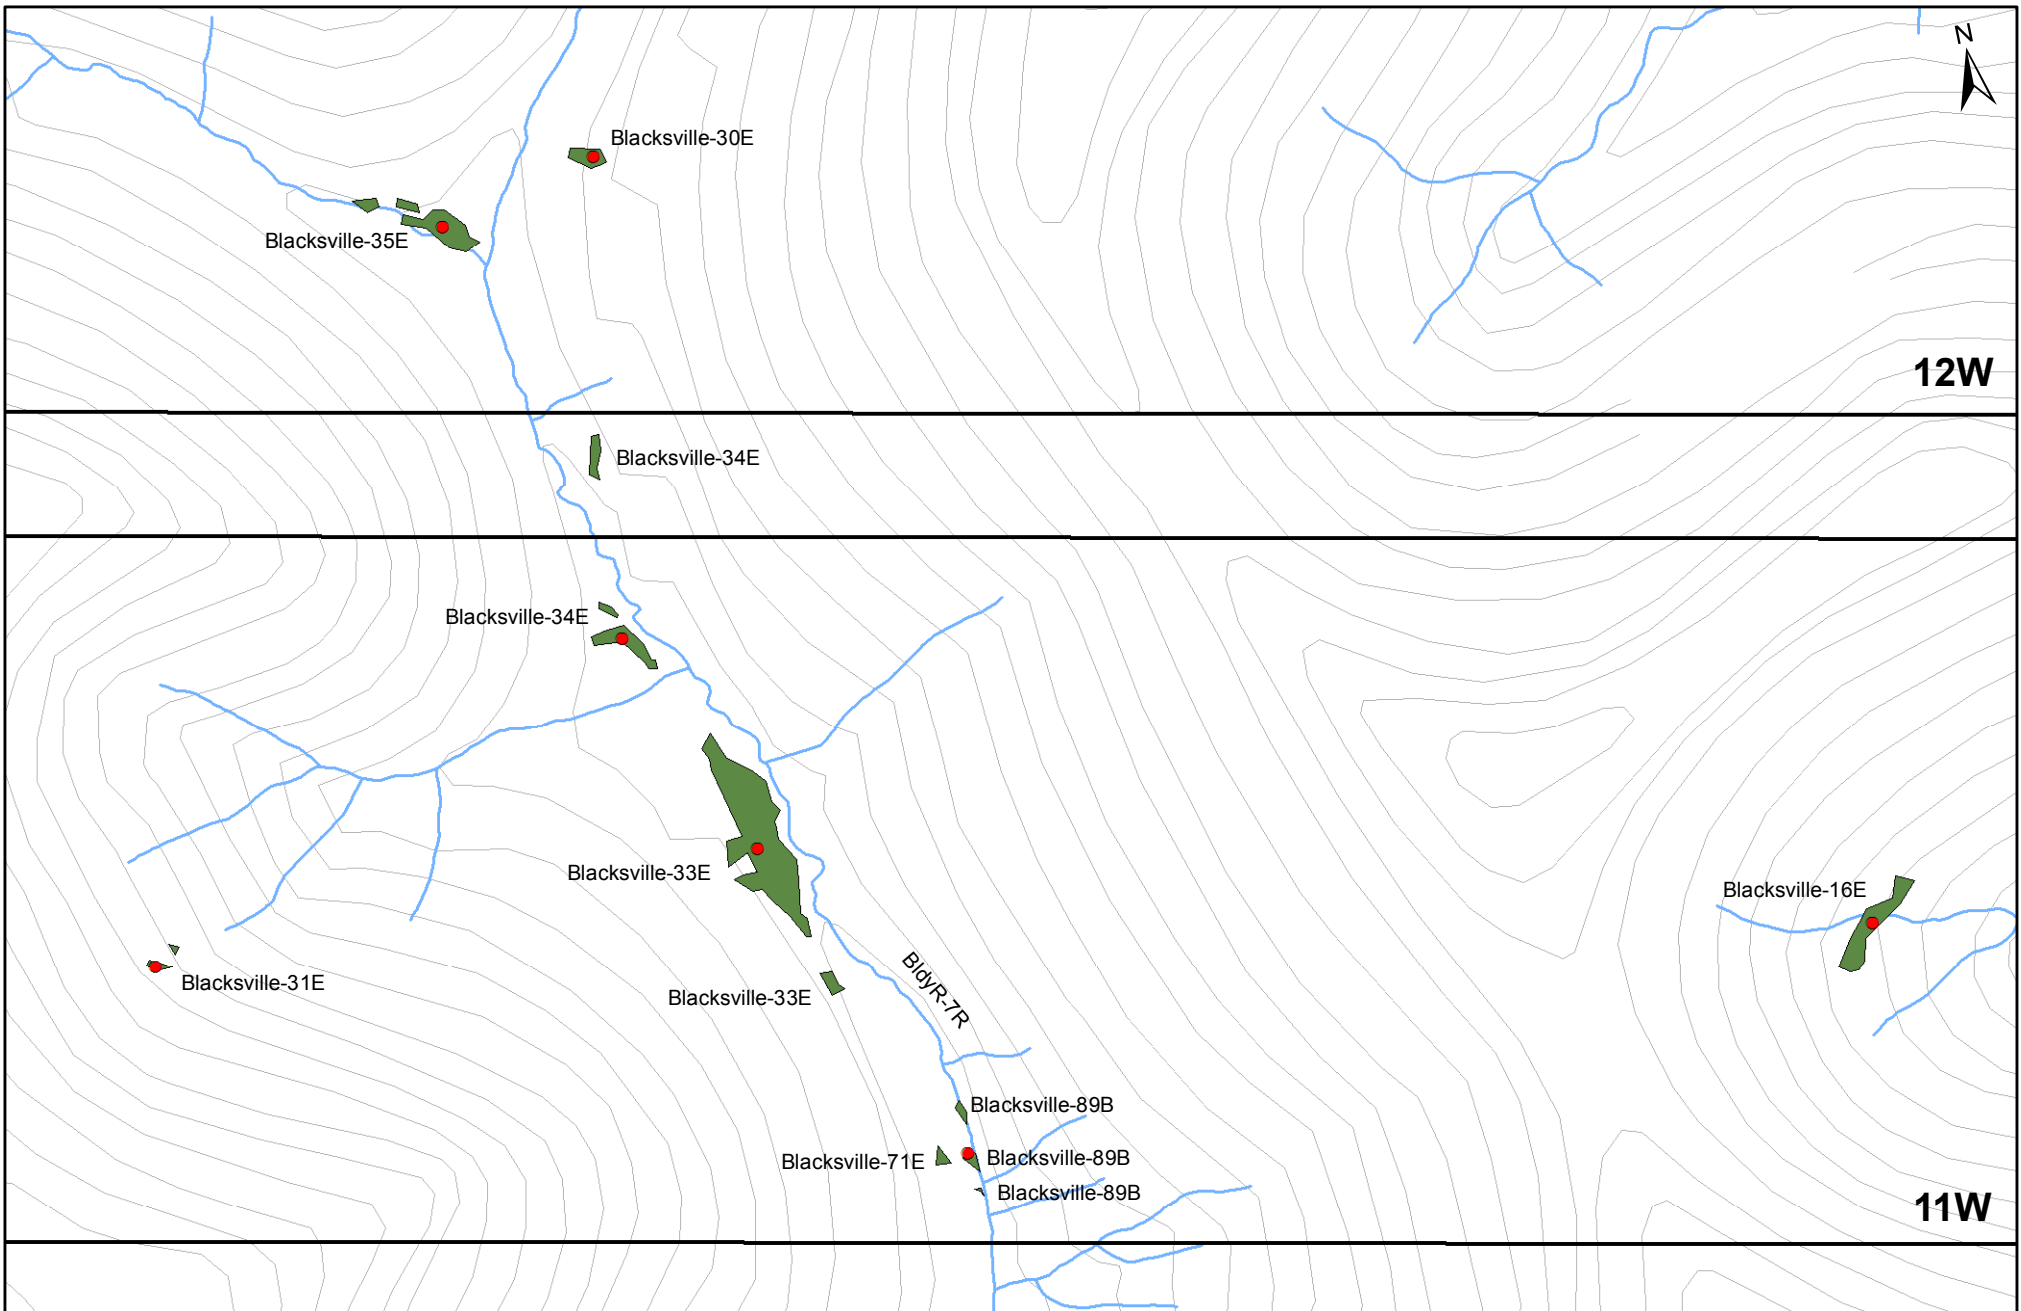 N
Blacksville-30E
Blacksville-35E
12W
Blacksville-34E
Blacksville-34E
Blacksville-33E
Blacksville-16E
Blacksville-31E
Blacksville-33E
BldyR-7R
Blacksville-89B
Blacksville-71E
Blacksville-89B
Blacksville-89B
11W